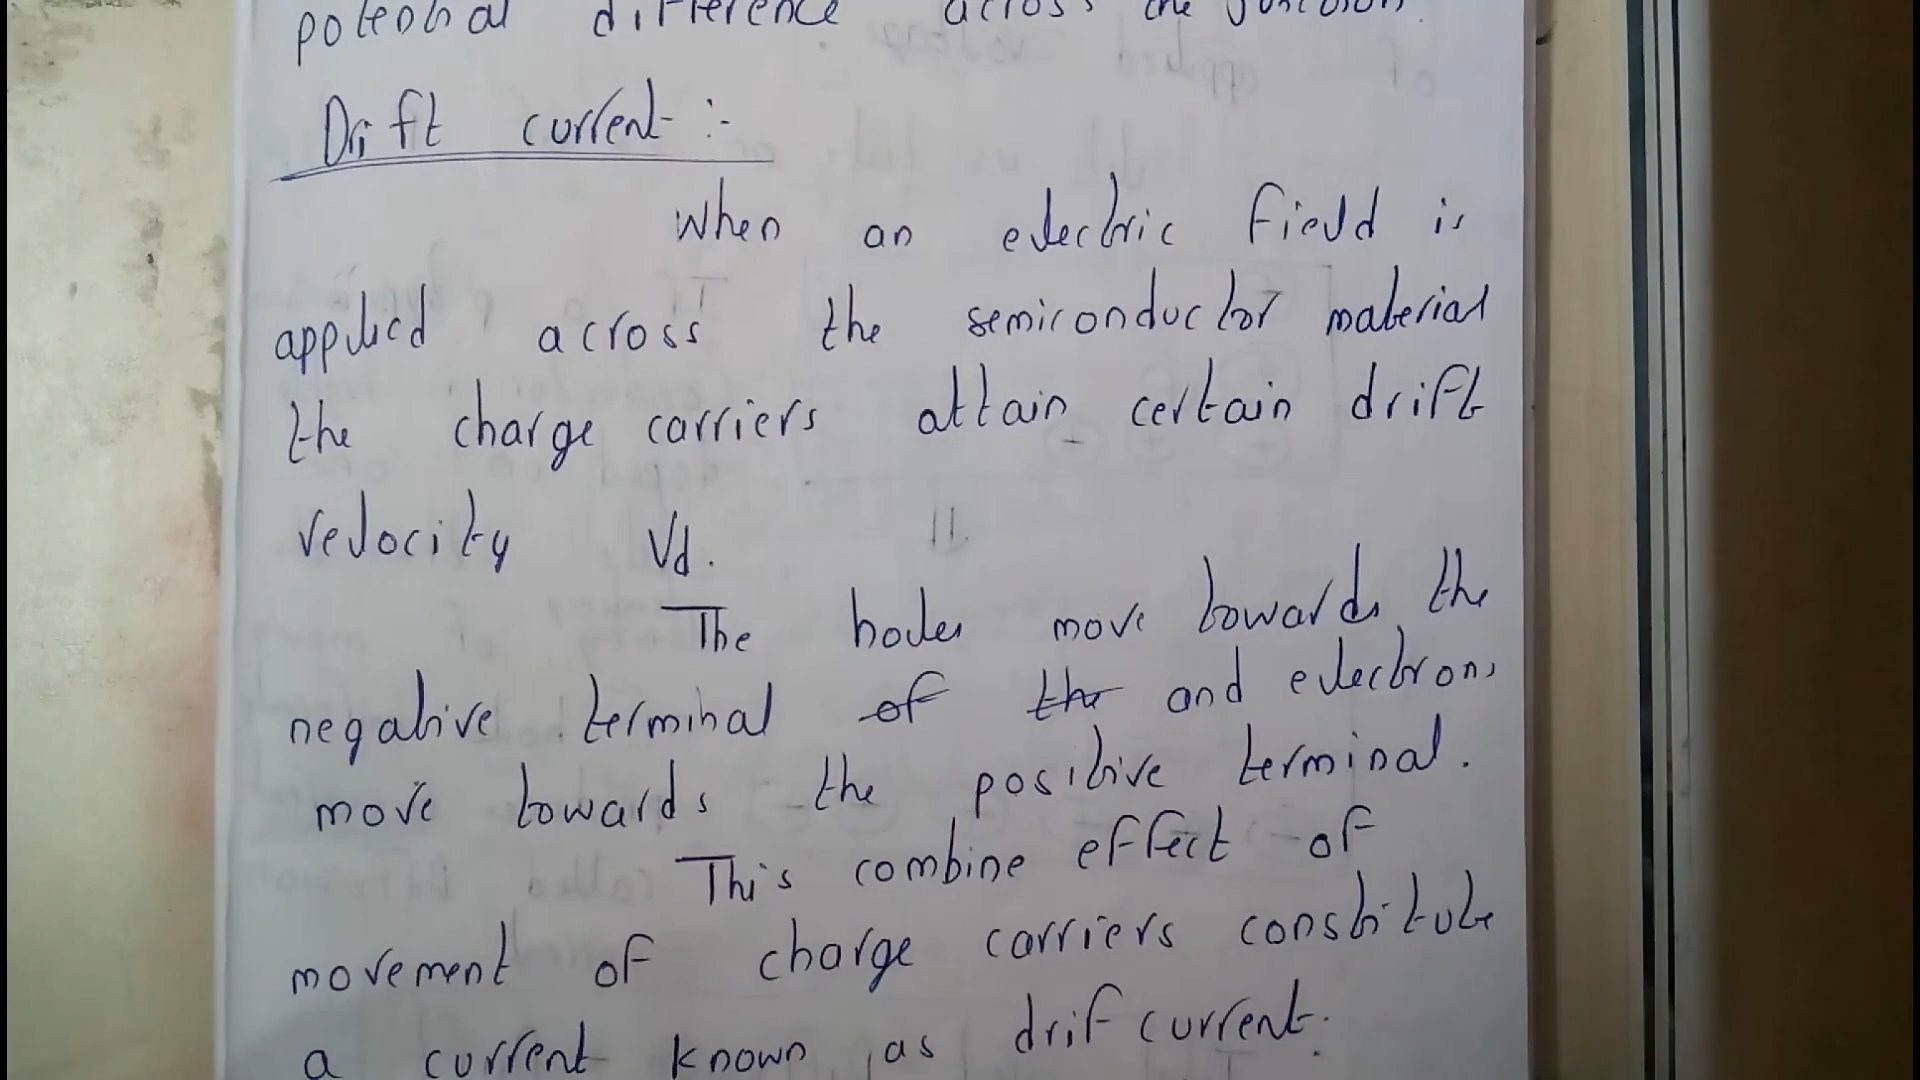 potential difference across the junction.
Drift current :-
When an electric field is
applied across the semiconductor material
the charge carriers attain certain drift
velocity Vd.
The holes move towards the
negative terminal of the and electrons
move towards the positive terminal.
This combine effect of
movement of charge carriers constitute
a current known as drif current.